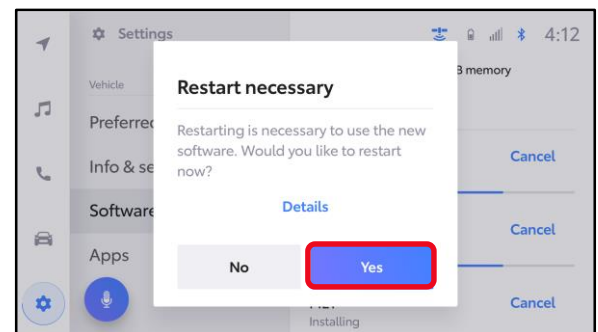 Settings
4:12
Vehicle
Preferred
Info & se
Software
Apps
memory
Cancel
Cancel
Cancel
Installing
Restart necessary
Restarting is necessary to use the new
software. Would you like to restart
now?
Details
No
Yes